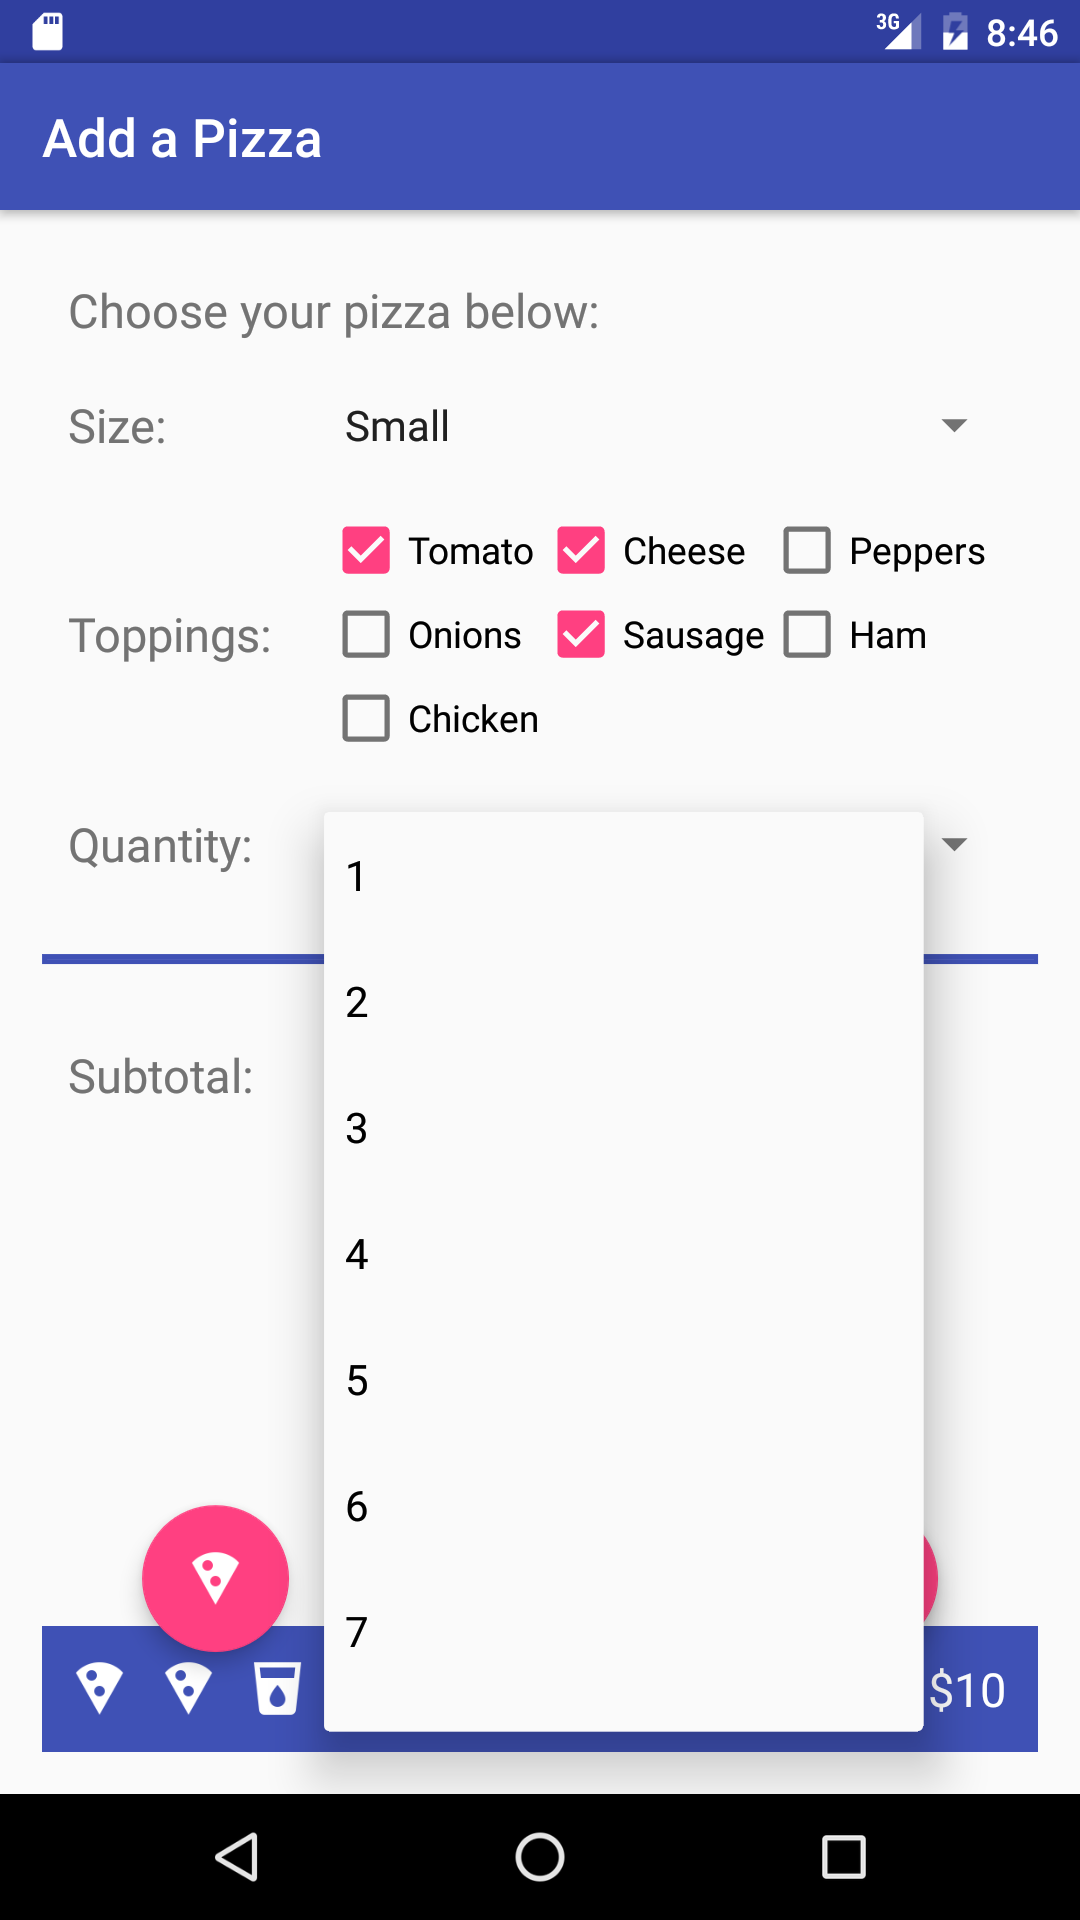 3G 8:46
Add a Pizza
Choose your pizza below:
Size: Small
Tomato Cheese Peppers
Toppings: Onions Sausage Ham
Chicken
Quantity:
1
2
3
Subtotal:
4
5
6
7
$10